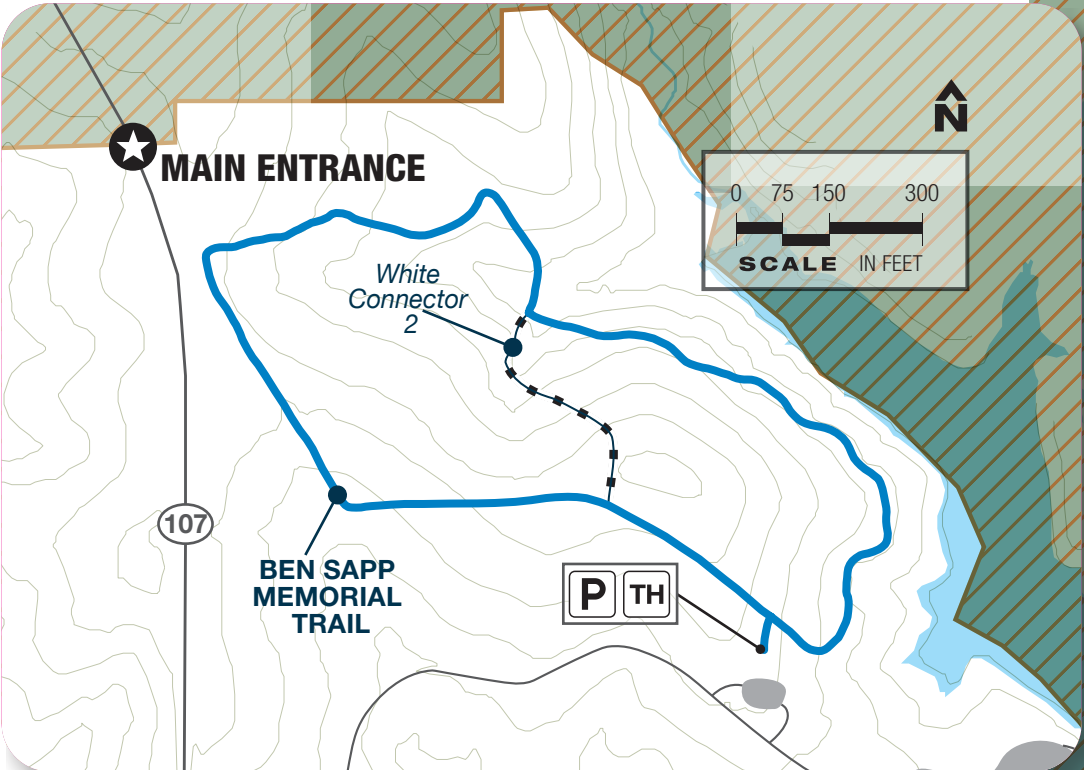 MAIN ENTRANCE
N
0 75 150 300
SCALE IN FEET
White
Connector
2
107
BEN SAPP
MEMORIAL
TRAIL
P TH